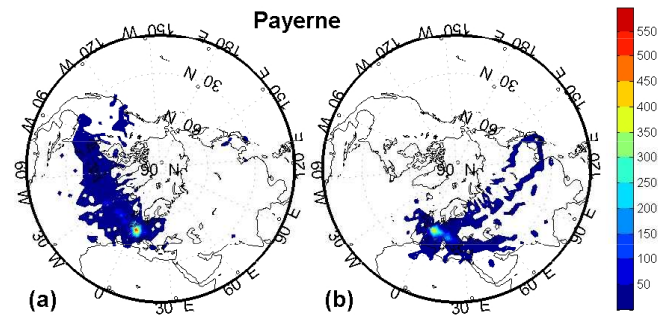 Payerne
120° W
150° W
180° W
150° E
120° E
90° E
60° E
30° E
0°
30° W
60° W
90° W
30° N
60° N
90° N
(a)
120° W
150° W
180° W
150° E
120° E
90° E
60° E
30° E
0°
30° W
60° W
90° W
30° N
60° N
90° N
(b)
550
500
450
400
350
300
250
200
150
100
50